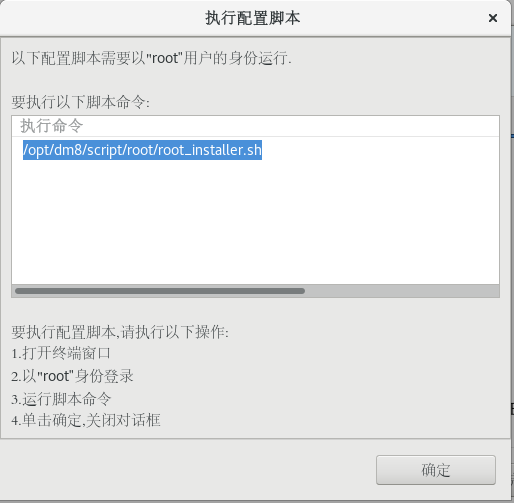 执行配置脚本
以下配置脚本需要以"root"用户的身份运行.
要执行以下脚本命令:
执行命令
/opt/dm8/script/root/root_installer.sh
要执行配置脚本,请执行以下操作:
1.打开终端窗口
2.以"root"身份登录
3.运行脚本命令
4.单击确定,关闭对话框
确定